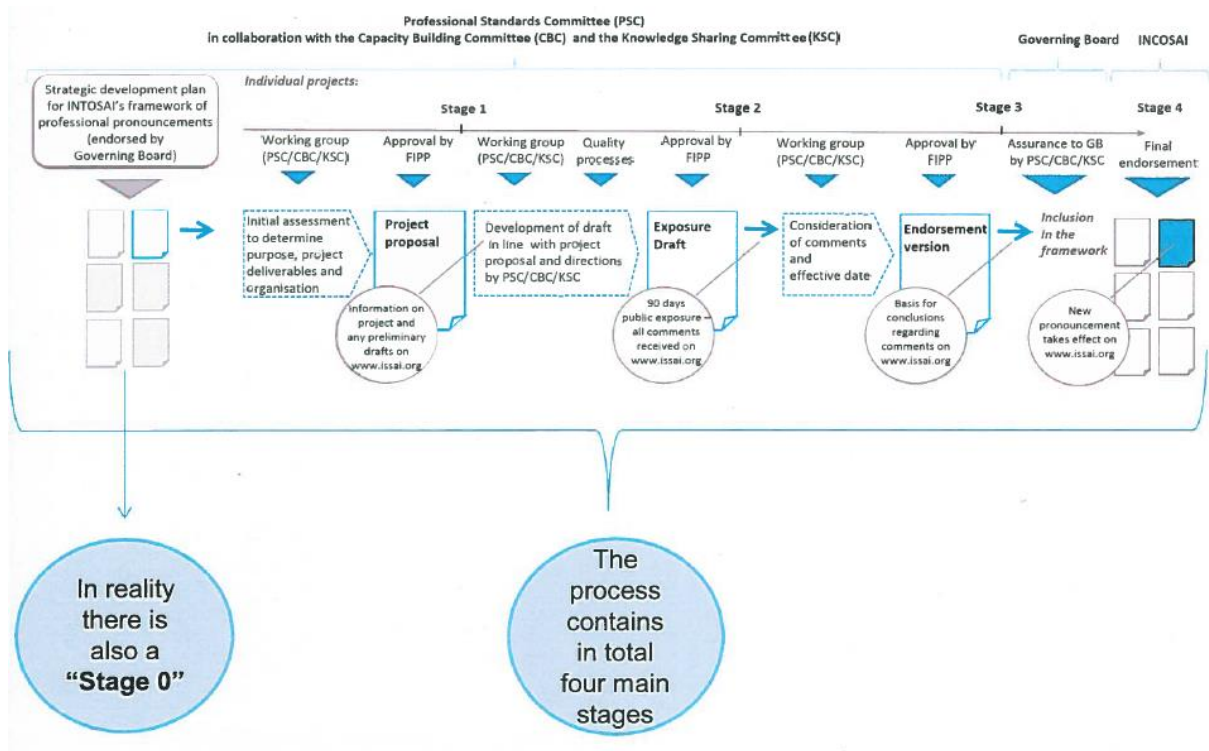 Professional Standards Committee (PSC)
in collaboration with the Capacity Building Committee (CBC) and the Knowledge Sharing Committee (KSC)
Governing Board
INCOSAI
Strategic development plan
for INTOSAI's framework of
professional pronouncements
(endorsed by
Governing Board)
Individual projects:
Stage 1
Stage 2
Stage 3
Stage 4
Working group
(PSC/CBC/KSC)
Approval by
FIPP
Working group
(PSC/CBC/KSC)
Quality
processes
Approval by
FIPP
Working group
(PSC/CBC/KSC)
Approval by
FIPP
Assurance to GB
by PSC/CBC/KSC
Final
endorsement
Initial assessment
to determine
purpose, project
deliverables and
organisation
Project
proposal
Information on
project and
any preliminary
drafts on
www.issai.org
Development of draft
in line with project
proposal and directions
by PSC/CBC/KSC
Exposure
Draft
90 days
public exposure –
all comments
received on
www.issai.org
Consideration
of comments
and
effective date
Endorsement
version
Basis for
conclusions
regarding
comments on
www.issai.org
Inclusion
in the
framework
New
pronouncement
takes effect on
www.issai.org
In reality
there is
also a
"Stage 0"
The
process
contains
in total
four main
stages